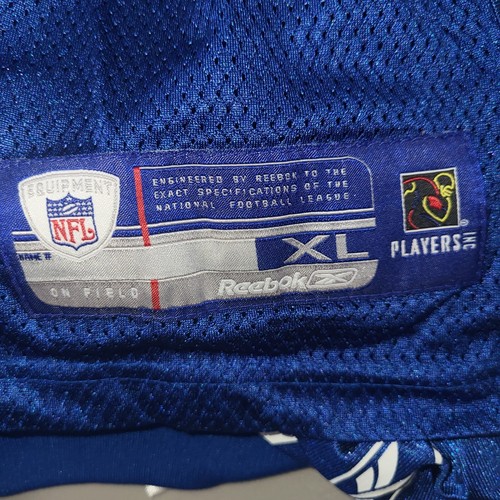 EQUIPMENT
NFL
NAME #
ON FIELD
ENGINEERED BY REEBOK TO THE
EXACT SPECIFICATIONS OF THE
NATIONAL FOOTBALL LEAGUE
XL
Reebok
PLAYERS INC